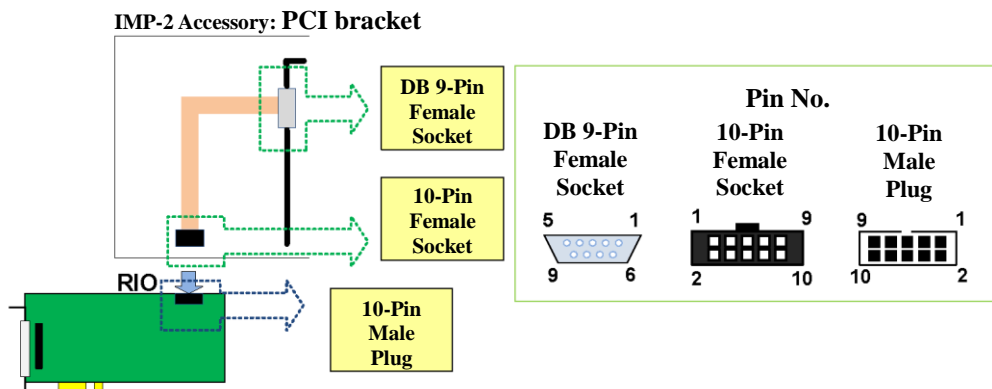 IMP-2 Accessory: PCI bracket
DB 9-Pin
Female
Socket
10-Pin
Female
Socket
RIO
10-Pin
Male
Plug
Pin No.
DB 9-Pin
Female
Socket
5 1
9 6
10-Pin
Female
Socket
1 9
2 10
10-Pin
Male
Plug
9 1
10 2